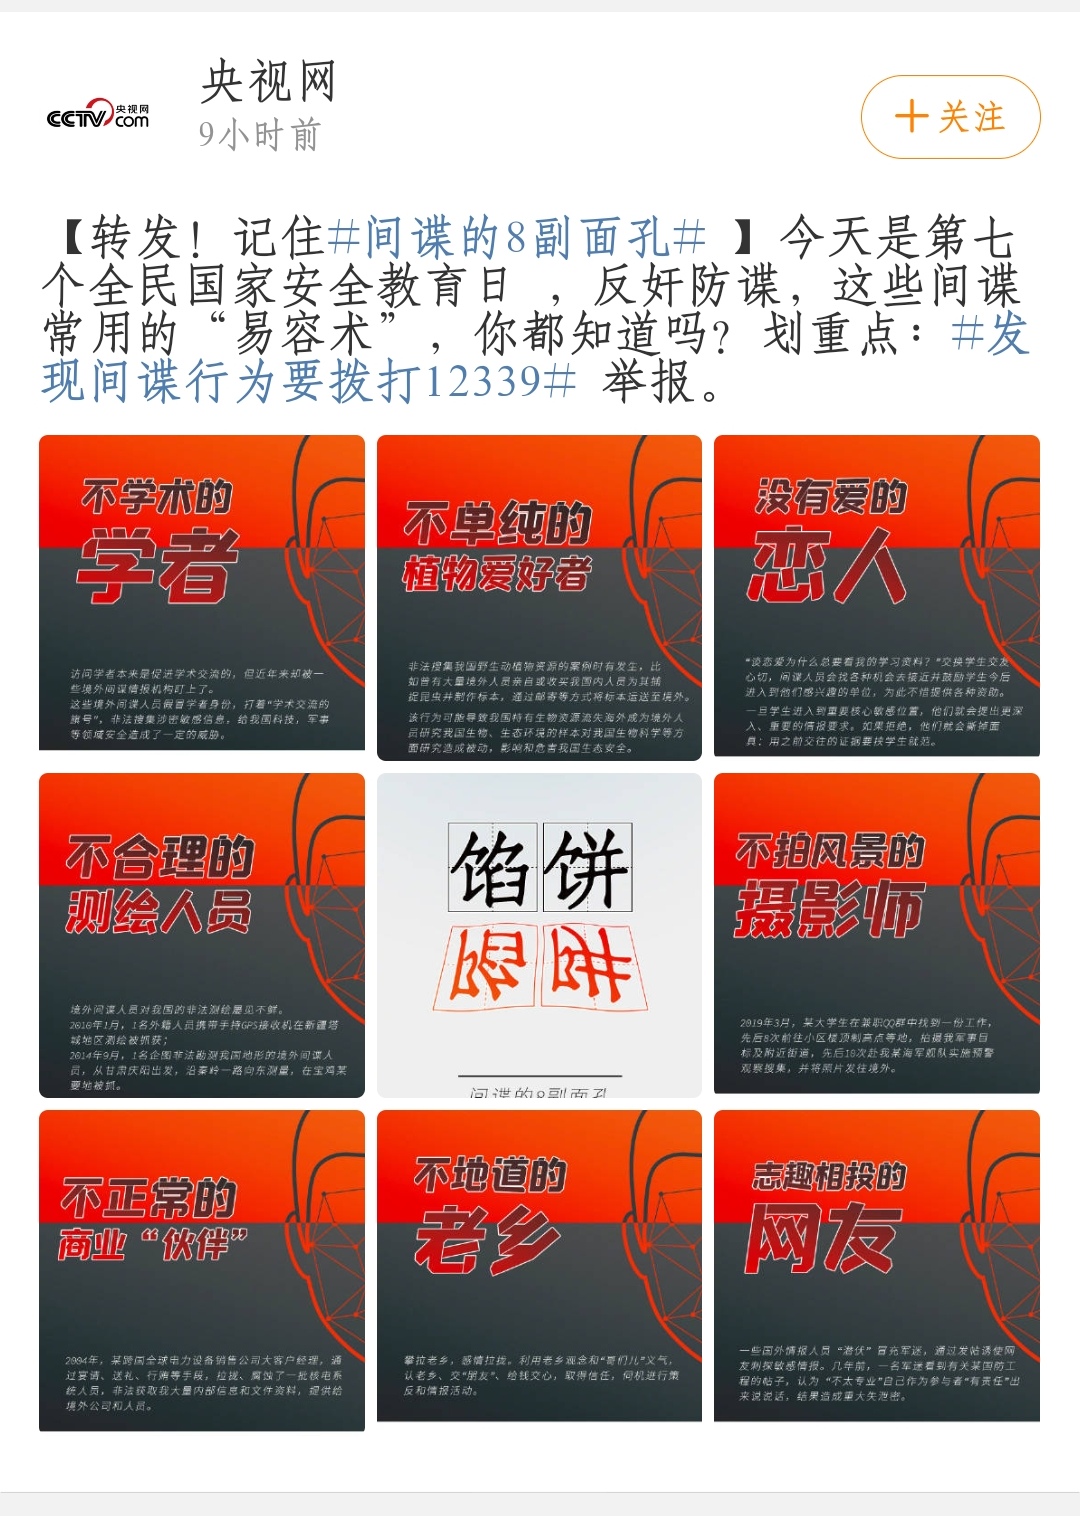 CCTV 央视网
com
央视网
9小时前
关注
【转发！记住#间谍的8副面孔# 】今天是第七
个全民国家安全教育日 ，反奸防谍，这些间谍
常用的“易容术”，你都知道吗？划重点：#发
现间谍行为要拨打12339# 举报。
不学术的
学者
访问学者本来是促进学术交流的，但近年来却被一
些境外间谍情报机构盯上了。
这些境外间谍人员假冒学者身份，打着“学术交流的
旗号”，非法搜集涉密敏感信息，给我国科技，军事
等领域安全造成了一定的威胁。
不单纯的
植物爱好者
非法搜集我国野生动植物资源的案例时有发生，比
如曾有大量境外人员亲自或收买我国内人员为其捕
捉昆虫并制作标本，通过邮寄等方式将标本运送至境外。
该行为可能导致我国特有生物资源流失海外成为境外人
员研究我国生物、生态环境的样本对我国生物科学等方
面研究造成被动，影响和危害我国生态安全。
没有爱的
恋人
“谈恋爱为什么总要看我的学习资料？”交换学生交友
心切，间谍人员会找各种机会去接近并鼓励学生今后
进入到他们感兴趣的单位，为此不惜提供各种资助。
一旦学生进入到重要核心敏感位置，他们就会提出更深
入、重要的情报要求。如果拒绝，他们就会撕掉面
具：用之前交往的证据要挟学生就范。
不合理的
测绘人员
境外间谍人员对我国的非法测绘屡见不鲜。
1名外籍人员携带手持GPS接收机在新疆塔
城地区测绘被抓获；
2014年9月，1名企图非法勘测我国地形的境外间谍人
员，从甘肃庆阳出发，沿秦岭一路向东测量，在宝鸡某
要地被抓。
馅饼
间谍的8副面孔
不拍风景的
摄影师
2019年3月，某大学生在兼职QQ群中找到一份工作，
先后8次前往小区楼顶制高点等地，拍摄我军事目
标及附近街道，先后18次赴我某海军舰队实施预警
观察搜集，并将照片发往境外。
不正常的
商业“伙伴”
2004年，某跨国全球电力设备销售公司大客户经理，通
过宴请、送礼、行贿等手段，拉拢、腐蚀了一批核电系
统人员，非法获取我大量内部信息和文件资料，提供给
境外公司和人员。
不地道的
老乡
攀拉老乡，感情拉拢。利用老乡观念和“哥们儿”义气，
认老乡、交“朋友”、给钱交心，取得信任，伺机进行策
反和情报活动。
志趣相投的
网友
一些国外情报人员“潜伏”冒充军迷，通过发帖诱使网
友刺探敏感情报。几年前，一名军迷看到有关某国防工
程的帖子，认为“不太专业”自己作为参与者“有责任”出
来说说话，结果造成重大失泄密。